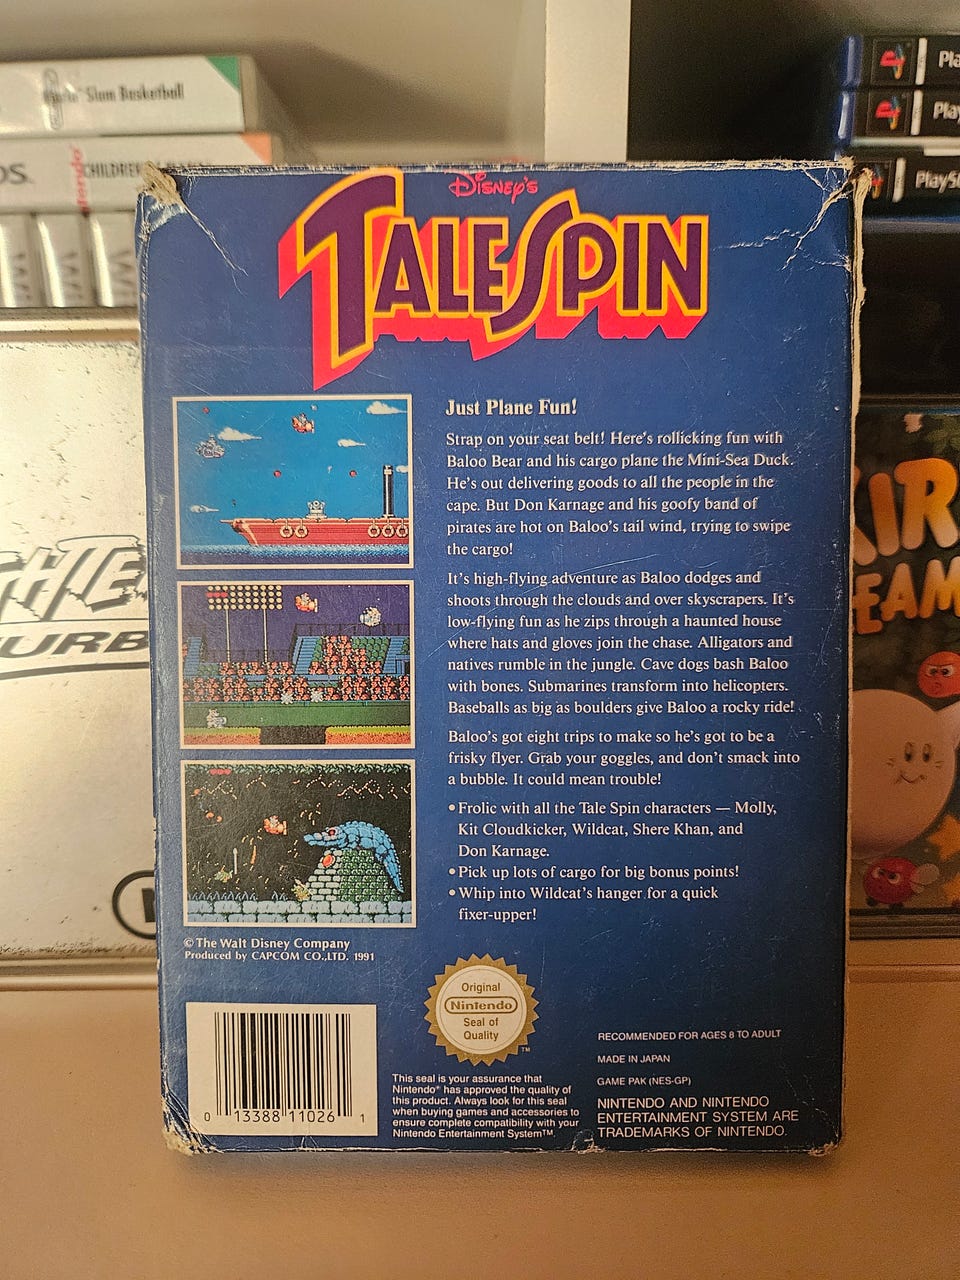 Slam Basketball
DS.
CHILDREN
Pla
Play
PlayS
Disney's
TALESPIN
Just Plane Fun!
Strap on your seat belt! Here's rollicking fun with
Baloo Bear and his cargo plane the Mini-Sea Duck.
He's out delivering goods to all the people in the
cape. But Don Karnage and his goofy band of
pirates are hot on Baloo's tail wind, trying to swipe
the cargo!
It's high-flying adventure as Baloo dodges and
shoots through the clouds and over skyscrapers. It's
low-flying fun as he zips through a haunted house
where hats and gloves join the chase. Alligators and
natives rumble in the jungle. Cave dogs bash Baloo
with bones. Submarines transform into helicopters.
Baseballs as big as boulders give Baloo a rocky ride!
Baloo's got eight trips to make so he's got to be a
frisky flyer. Grab your goggles, and don't smack into
a bubble. It could mean trouble!
• Frolic with all the Tale Spin characters — Molly,
Kit Cloudkicker, Wildcat, Shere Khan, and
Don Karnage.
• Pick up lots of cargo for big bonus points!
• Whip into Wildcat's hanger for a quick
fixer-upper!
© The Walt Disney Company
Produced by CAPCOM CO.,LTD. 1991
0 13388 11026 1
Original
Nintendo
Seal of
Quality
TM
This seal is your assurance that
Nintendo® has approved the quality of
this product. Always look for this seal
when buying games and accessories to
ensure complete compatibility with your
Nintendo Entertainment System™.
RECOMMENDED FOR AGES 8 TO ADULT
MADE IN JAPAN
GAME PAK (NES-GP)
NINTENDO AND NINTENDO
ENTERTAINMENT SYSTEM ARE
TRADEMARKS OF NINTENDO.
HTE
URB
KIR
EAM